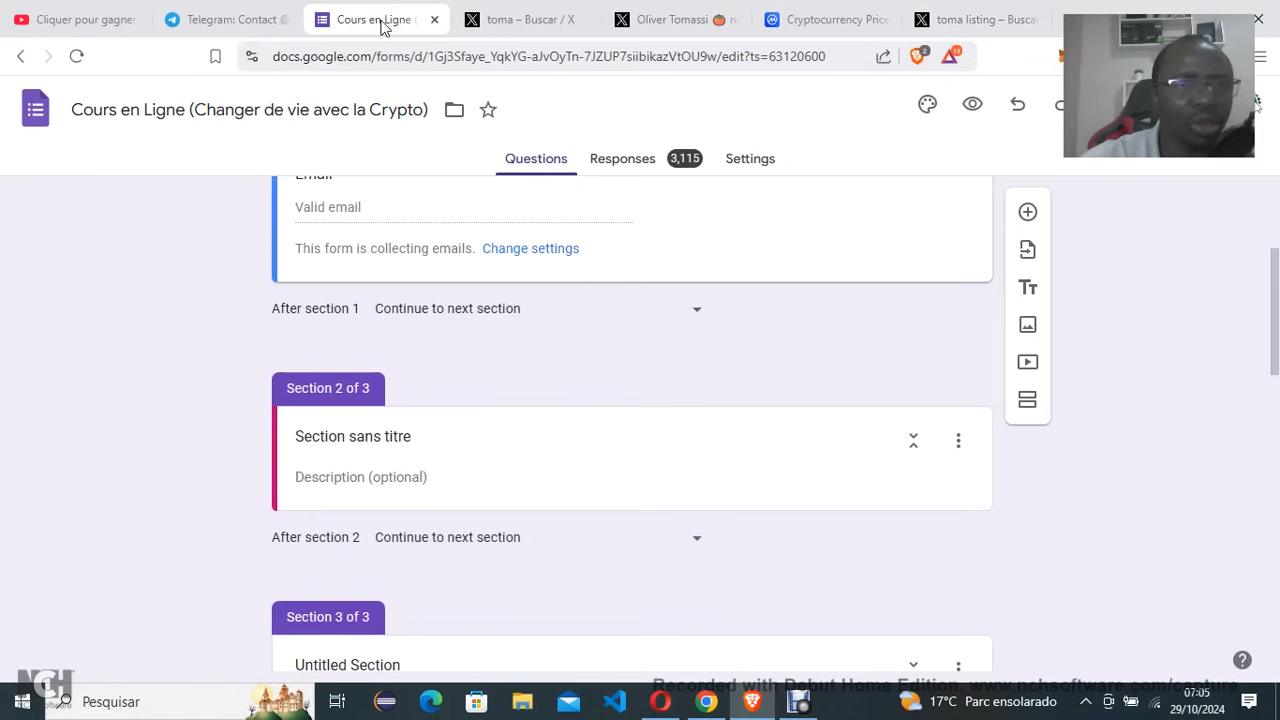 Cliquer pour gagner
Telegram: Contact @
Cours en Ligne (
toma – Buscar / X
Oliver Tomassi
Cryptocurrency Price
toma listing – Busca
docs.google.com/forms/d/1Gj3Sfaye_YqkYG-aJvOyTn-7JZUP7siibikazVtOU9w/edit?ts=63120600
2
Cours en Ligne (Changer de vie avec la Crypto)
Questions
Responses
3,115
Settings
Email
Valid email
This form is collecting emails. Change settings
After section 1 Continue to next section
Section 2 of 3
Section sans titre
Description (optional)
After section 2 Continue to next section
Section 3 of 3
Untitled Section
NCH
Software
Recorded with Debut Home Edition. www.nchsoftware.com/capture
Pesquisar
17°C Parc ensolarado
07:05
29/10/2024